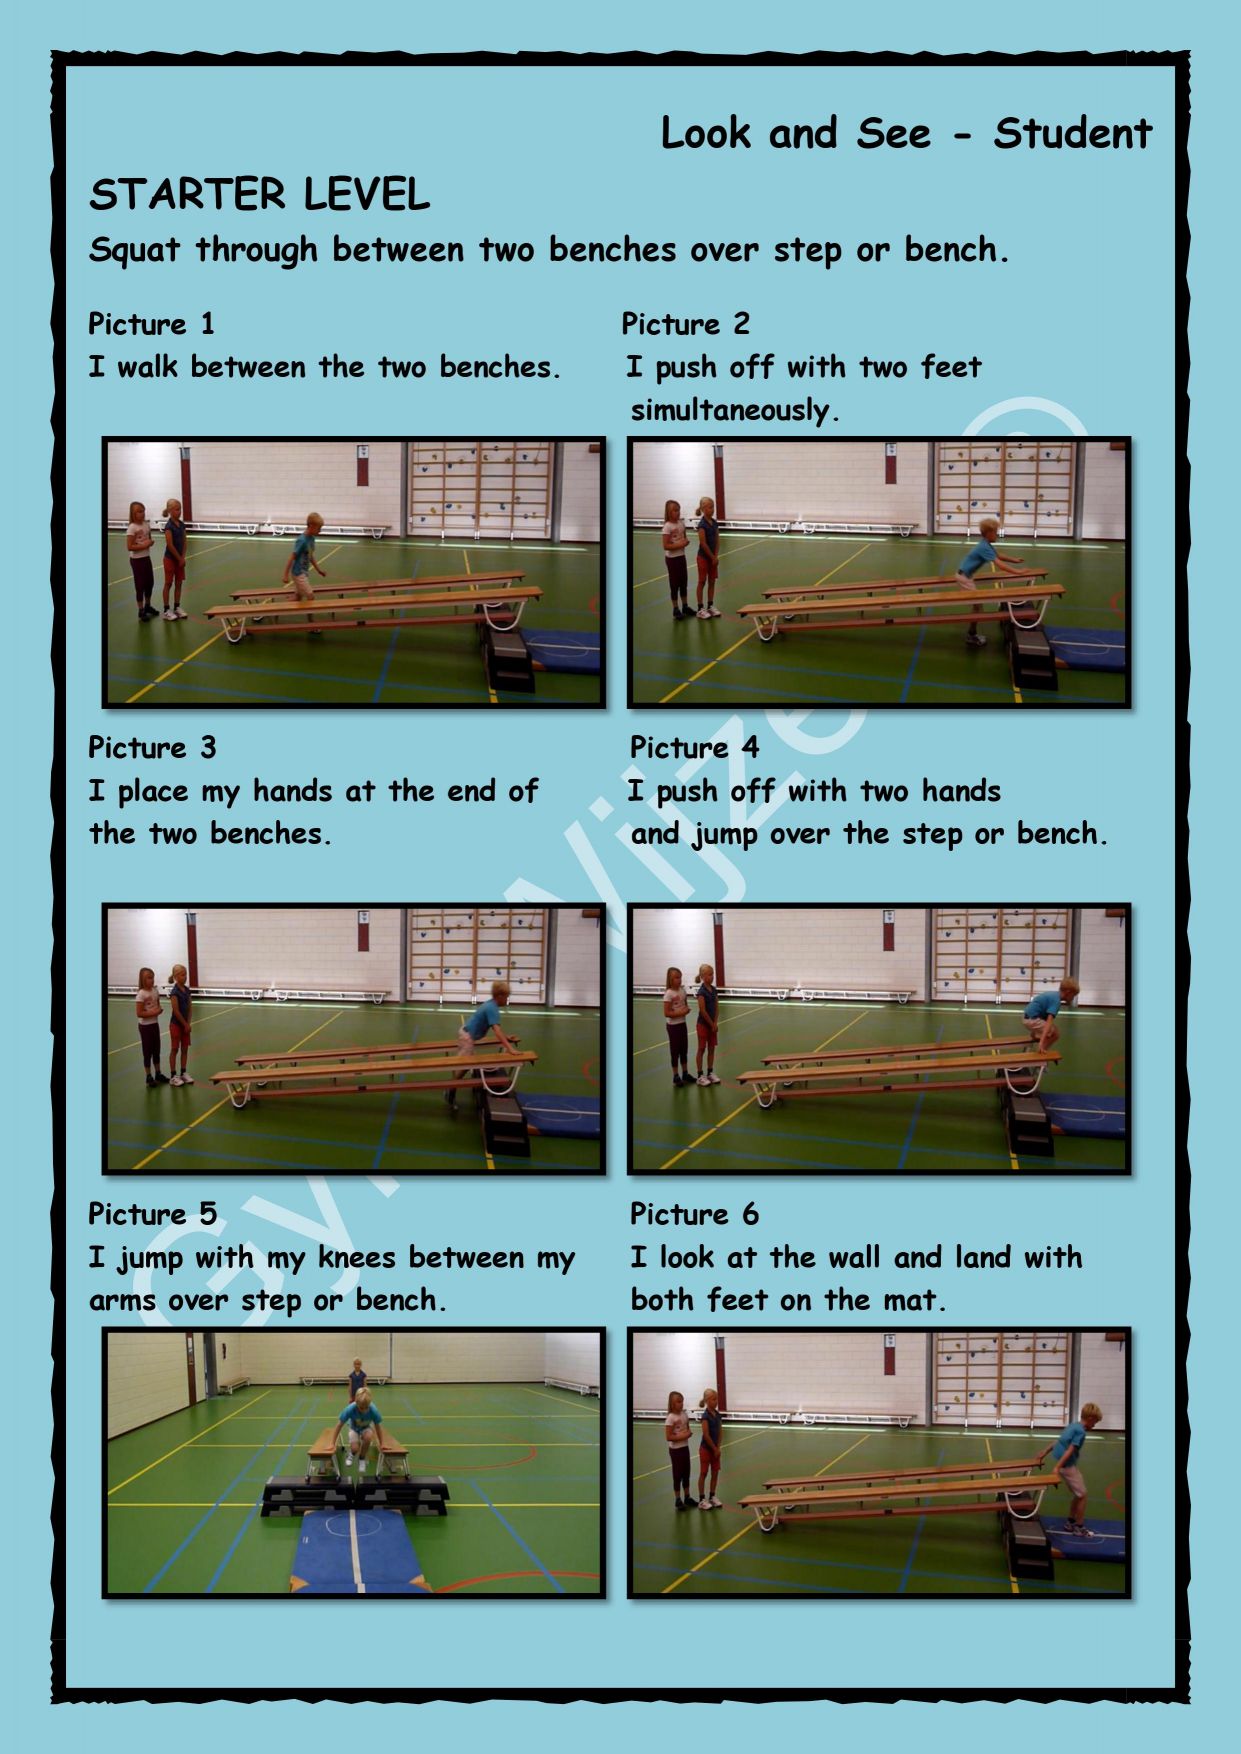 Look and See - Student
STARTER LEVEL
Squat through between two benches over step or bench.
Picture 1
I walk between the two benches.
Picture 2
I push off with two feet
simultaneously.
Picture 3
I place my hands at the end of
the two benches.
Picture 4
I push off with two hands
and jump over the step or bench.
Picture 5
I jump with my knees between my
arms over step or bench.
Picture 6
I look at the wall and land with
both feet on the mat.